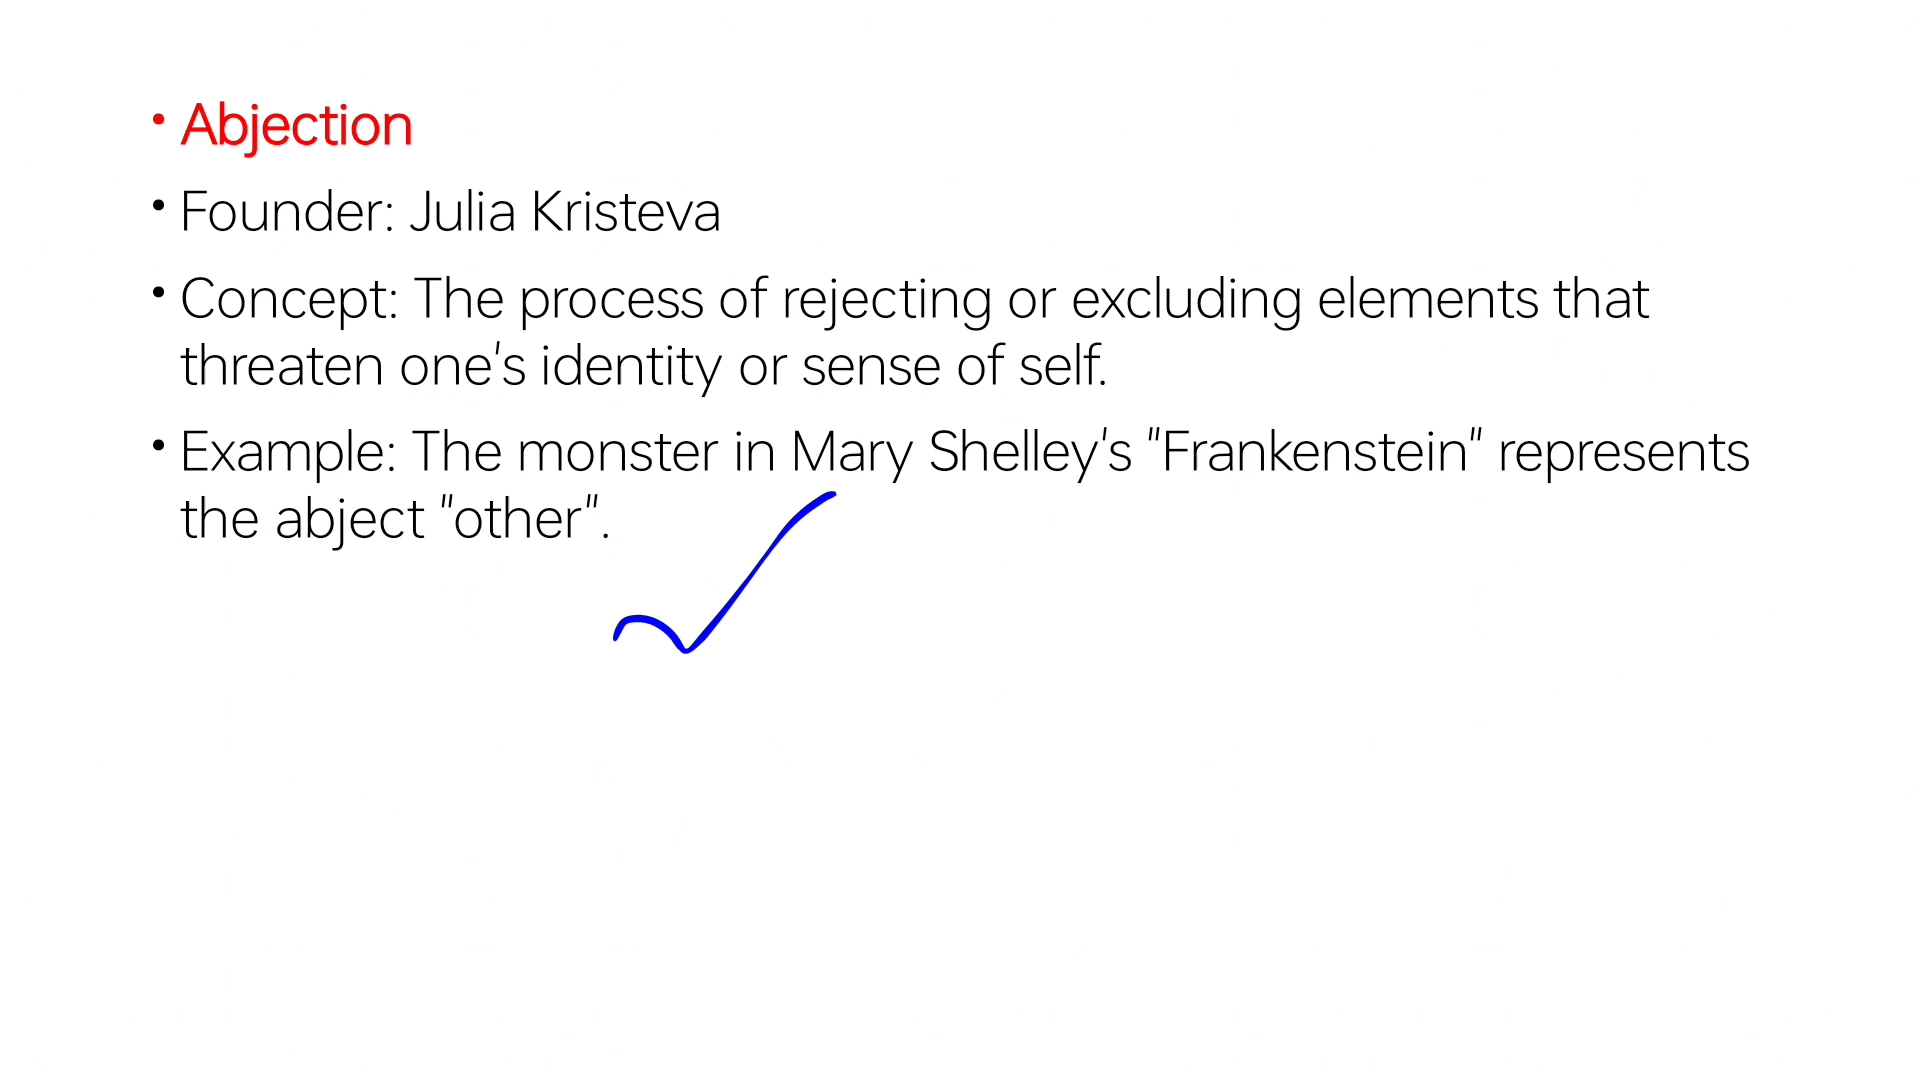 • Abjection
• Founder: Julia Kristeva
• Concept: The process of rejecting or excluding elements that
threaten one's identity or sense of self.
• Example: The monster in Mary Shelley's "Frankenstein" represents
the abject "other".